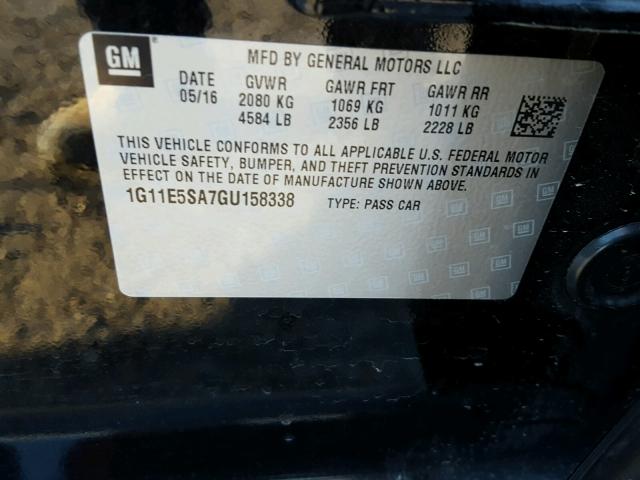 GM
MFD BY GENERAL MOTORS LLC
DATE GVWR GAWR FRT GAWR RR
05/16 2080 KG 1069 KG 1011 KG
4584 LB 2356 LB 2228 LB
THIS VEHICLE CONFORMS TO ALL APPLICABLE U.S. FEDERAL MOTOR
VEHICLE SAFETY, BUMPER, AND THEFT PREVENTION STANDARDS IN
EFFECT ON THE DATE OF MANUFACTURE SHOWN ABOVE.
1G11E5SA7GU158338 TYPE: PASS CAR